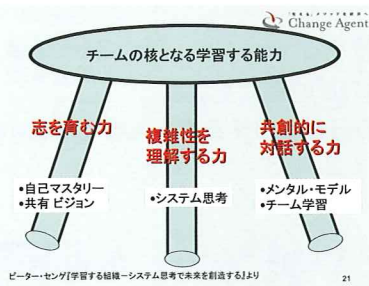 Change Agent
チームの核となる学習する能力
志を育む力
複雑性を
理解する力
共創的に
対話する力
•自己マスタリー
•共有 ビジョン
•システム思考
•メンタル・モデル
•チーム学習
ピーター・センゲ『学習する組織ーシステム思考で未来を創造する』より
21